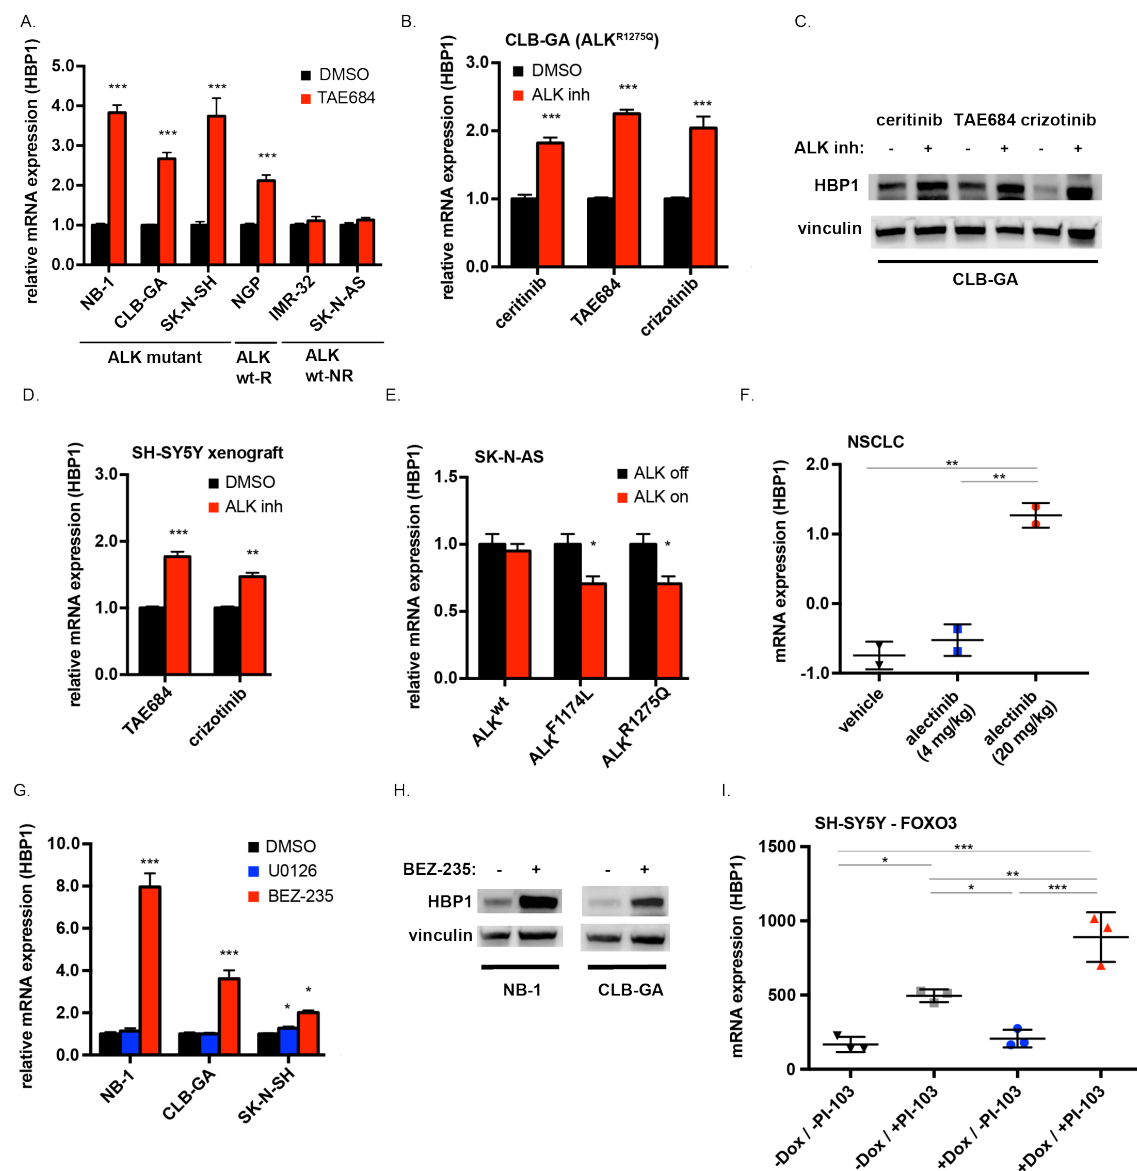 A.
relative mRNA expression (HBP1)
5.0
4.0
3.0
2.0
1.0
0.0
DMSO
TAE684
***
***
***
***
NB-1
CLB-GA
SK-N-SH
NGP
IMR-32
SK-N-AS
ALK mutant
ALK
wt-R
ALK
wt-NR
B.
CLB-GA (ALK^R1275Q)
relative mRNA expression (HBP1)
3.0
2.0
1.0
0.0
DMSO
ALK inh
***
***
***
ceritinib
TAE684
crizotinib
C.
ceritinib TAE684 crizotinib
ALK inh: - + - + - +
HBP1
vinculin
CLB-GA
D.
SH-SY5Y xenograft
relative mRNA expression (HBP1)
3.0
2.0
1.0
0.0
DMSO
ALK inh
***
**
TAE684
crizotinib
E.
SK-N-AS
relative mRNA expression (HBP1)
1.5
1.0
0.5
0.0
ALK off
ALK on
*
*
ALK^wt
ALK^F1174L
ALK^R1275Q
F.
NSCLC
mRNA expression (HBP1)
2.0
1.0
0.0
-1.0
**
**
vehicle
alectinib
(4 mg/kg)
alectinib
(20 mg/kg)
G.
relative mRNA expression (HBP1)
10.0
8.0
6.0
4.0
2.0
0.0
DMSO
U0126
BEZ-235
***
***
*
*
NB-1
CLB-GA
SK-N-SH
H.
BEZ-235: - + - +
HBP1
vinculin
NB-1
CLB-GA
I.
SH-SY5Y - FOXO3
mRNA expression (HBP1)
1500
1000
500
0
***
*
**
*
***
-Dox / -PI-103
-Dox / +PI-103
+Dox / -PI-103
+Dox / +PI-103